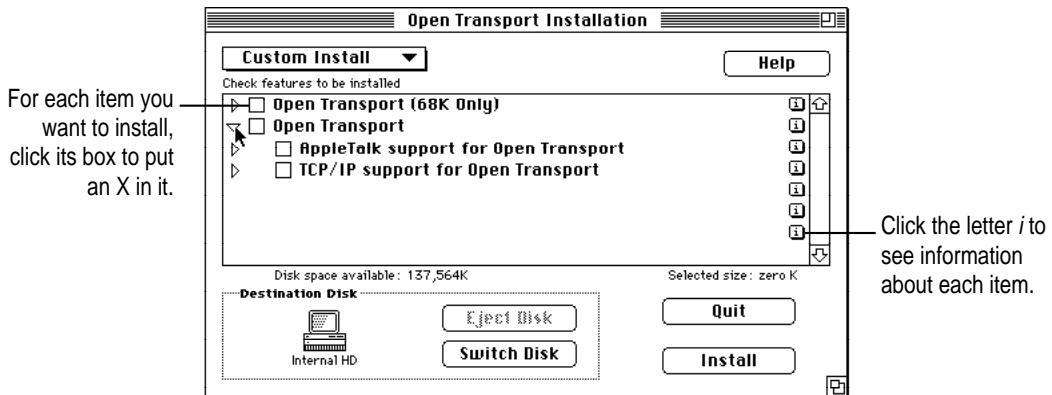 Open Transport Installation
Custom Install
Help
Check features to be installed
For each item you
want to install,
click its box to put
an X in it.
Open Transport (68K Only)
Open Transport
AppleTalk support for Open Transport
TCP/IP support for Open Transport
i
i
i
i
i
i
i
Click the letter i to
see information
about each item.
Disk space available: 137,564K
Selected size: zero K
Destination Disk
Internal HD
Eject Disk
Switch Disk
Quit
Install